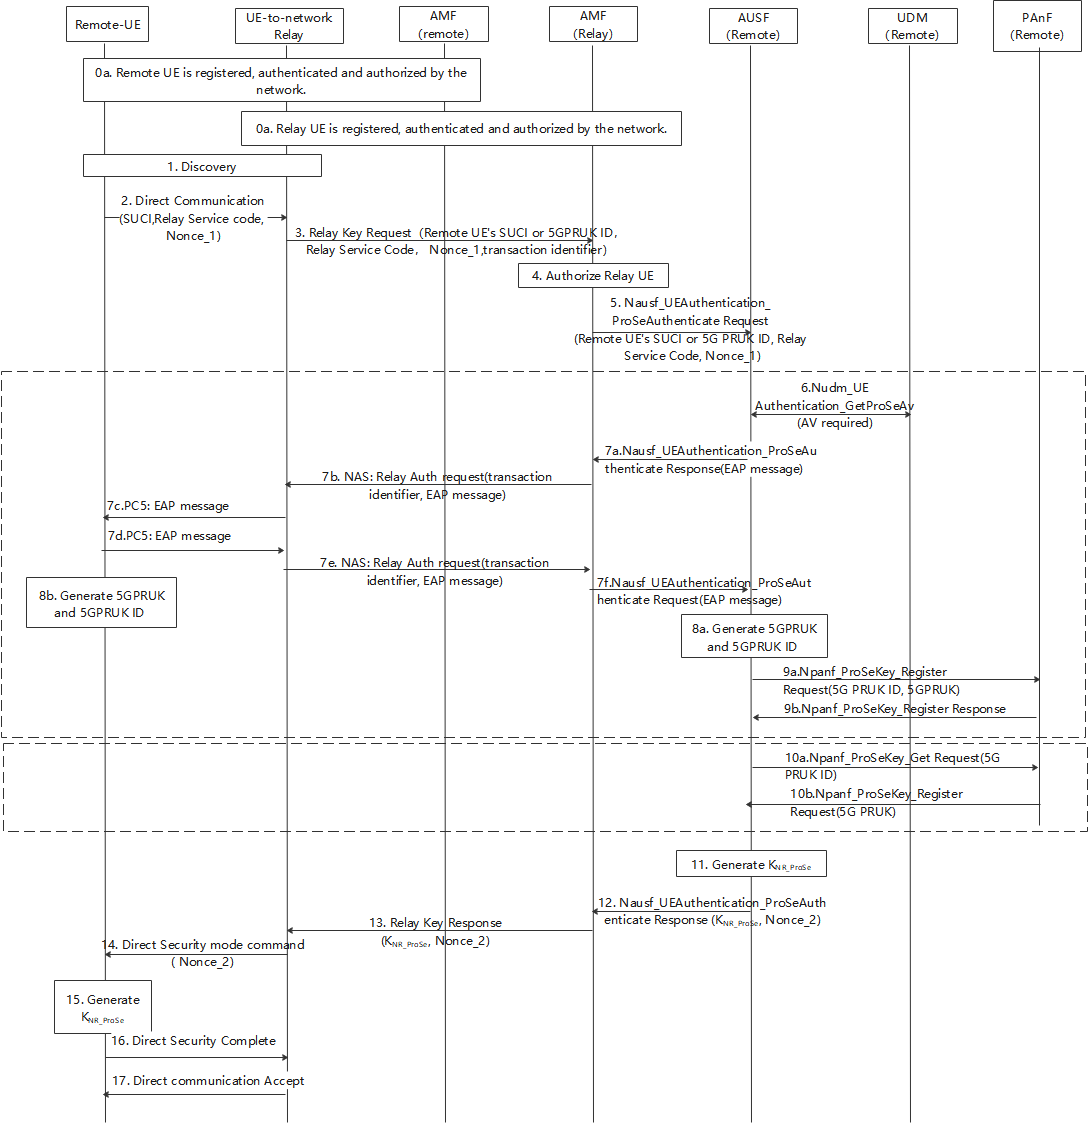 Remote-UE
UE-to-network
Relay
AMF
(remote)
AMF
(Relay)
AUSF
(Remote)
UDM
(Remote)
PAnF
(Remote)
0a. Remote UE is registered, authenticated and authorized by the
network.
0a. Relay UE is registered, authenticated and authorized by the network.
1. Discovery
2. Direct Communication
(SUCI,Relay Service code,
Nonce_1)
3. Relay Key Request（Remote UE's SUCI or 5GPRUK ID,
Relay Service Code， Nonce_1,transaction identifier)
4. Authorize Relay UE
5. Nausf_UEAuthentication_
ProSeAuthenticate Request
(Remote UE's SUCI or 5G PRUK ID, Relay
Service Code, Nonce_1)
6.Nudm_UE
Authentication_GetProSeAv
(AV required)
7a.Nausf_UEAuthentication_ProSeAu
thenticate Response(EAP message)
7b. NAS: Relay Auth request(transaction
identifier, EAP message)
7c.PC5: EAP message
7d.PC5: EAP message
7e. NAS: Relay Auth request(transaction
identifier, EAP message)
7f.Nausf_UEAuthentication_ProSeAut
henticate Request(EAP message)
8b. Generate 5GPRUK
and 5GPRUK ID
8a. Generate 5GPRUK
and 5GPRUK ID
9a.Npanf_ProSeKey_Register
Request(5G PRUK ID, 5GPRUK)
9b.Npanf_ProSeKey_Register Response
10a.Npanf_ProSeKey_Get Request(5G
PRUK ID)
10b.Npanf_ProSeKey_Register
Request(5G PRUK)
11. Generate KNR_ProSe
12. Nausf_UEAuthentication_ProSeAuth
enticate Response (KNR_ProSe, Nonce_2)
13. Relay Key Response
(KNR_ProSe, Nonce_2)
14. Direct Security mode command
( Nonce_2)
15. Generate
KNR_ProSe
16. Direct Security Complete
17. Direct communication Accept